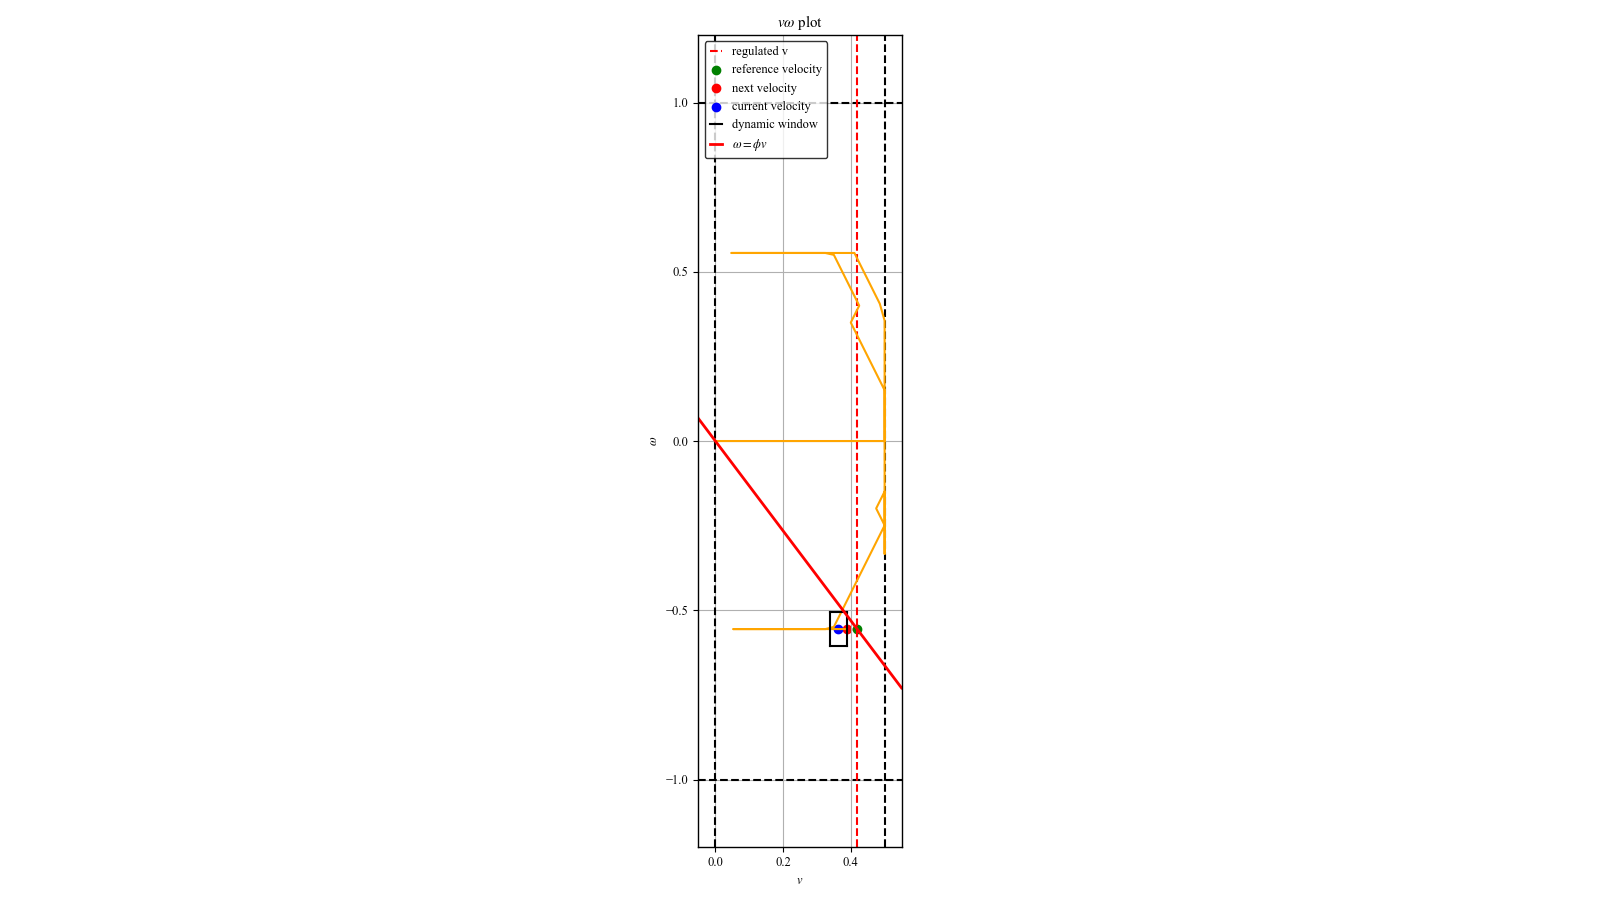 vω plot
regulated v
reference velocity
next velocity
current velocity
dynamic window
ω = ϕv
1.0
0.5
0.0
−0.5
−1.0
ω
0.0 0.2 0.4
v